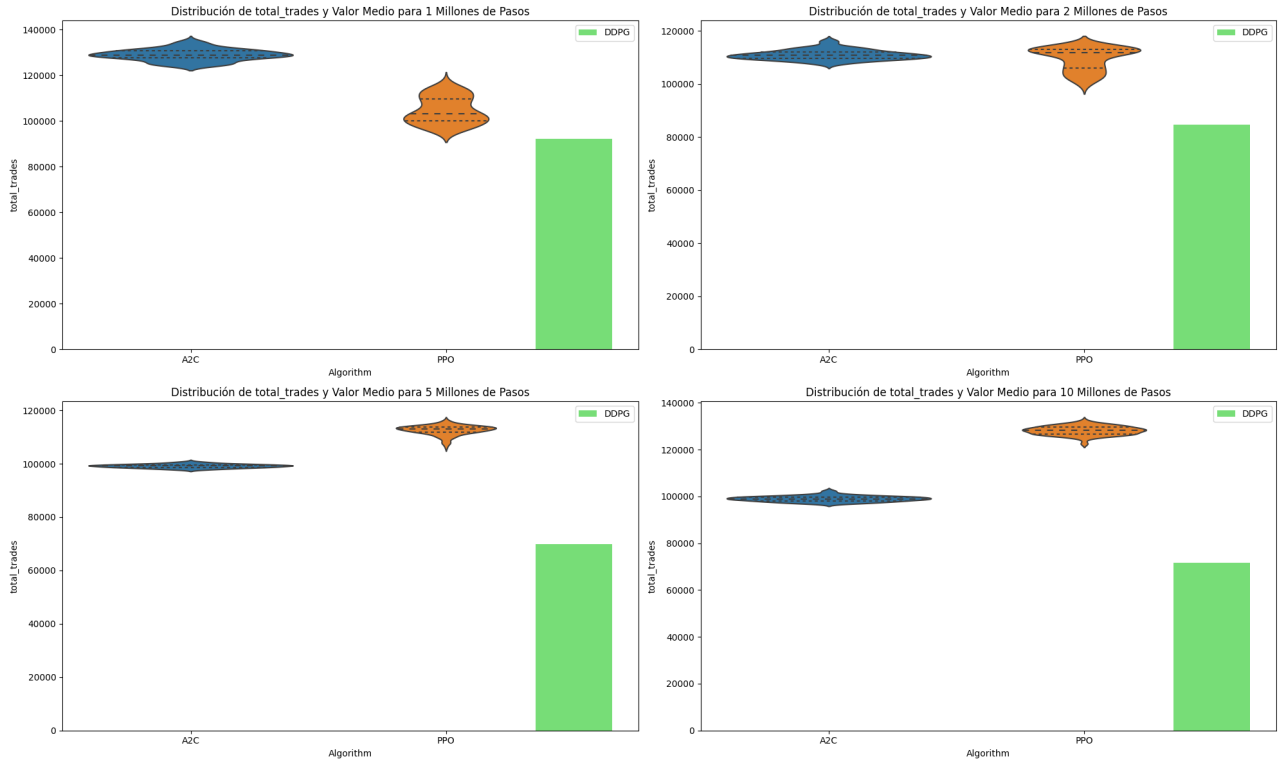 Distribución de total_trades y Valor Medio para 1 Millones de Pasos
DDPG
140000
120000
100000
80000
60000
40000
20000
0
total_trades
A2C
PPO
Algorithm
Distribución de total_trades y Valor Medio para 2 Millones de Pasos
DDPG
120000
100000
80000
60000
40000
20000
0
total_trades
A2C
PPO
Algorithm
Distribución de total_trades y Valor Medio para 5 Millones de Pasos
DDPG
120000
100000
80000
60000
40000
20000
0
total_trades
A2C
PPO
Algorithm
Distribución de total_trades y Valor Medio para 10 Millones de Pasos
DDPG
140000
120000
100000
80000
60000
40000
20000
0
total_trades
A2C
PPO
Algorithm